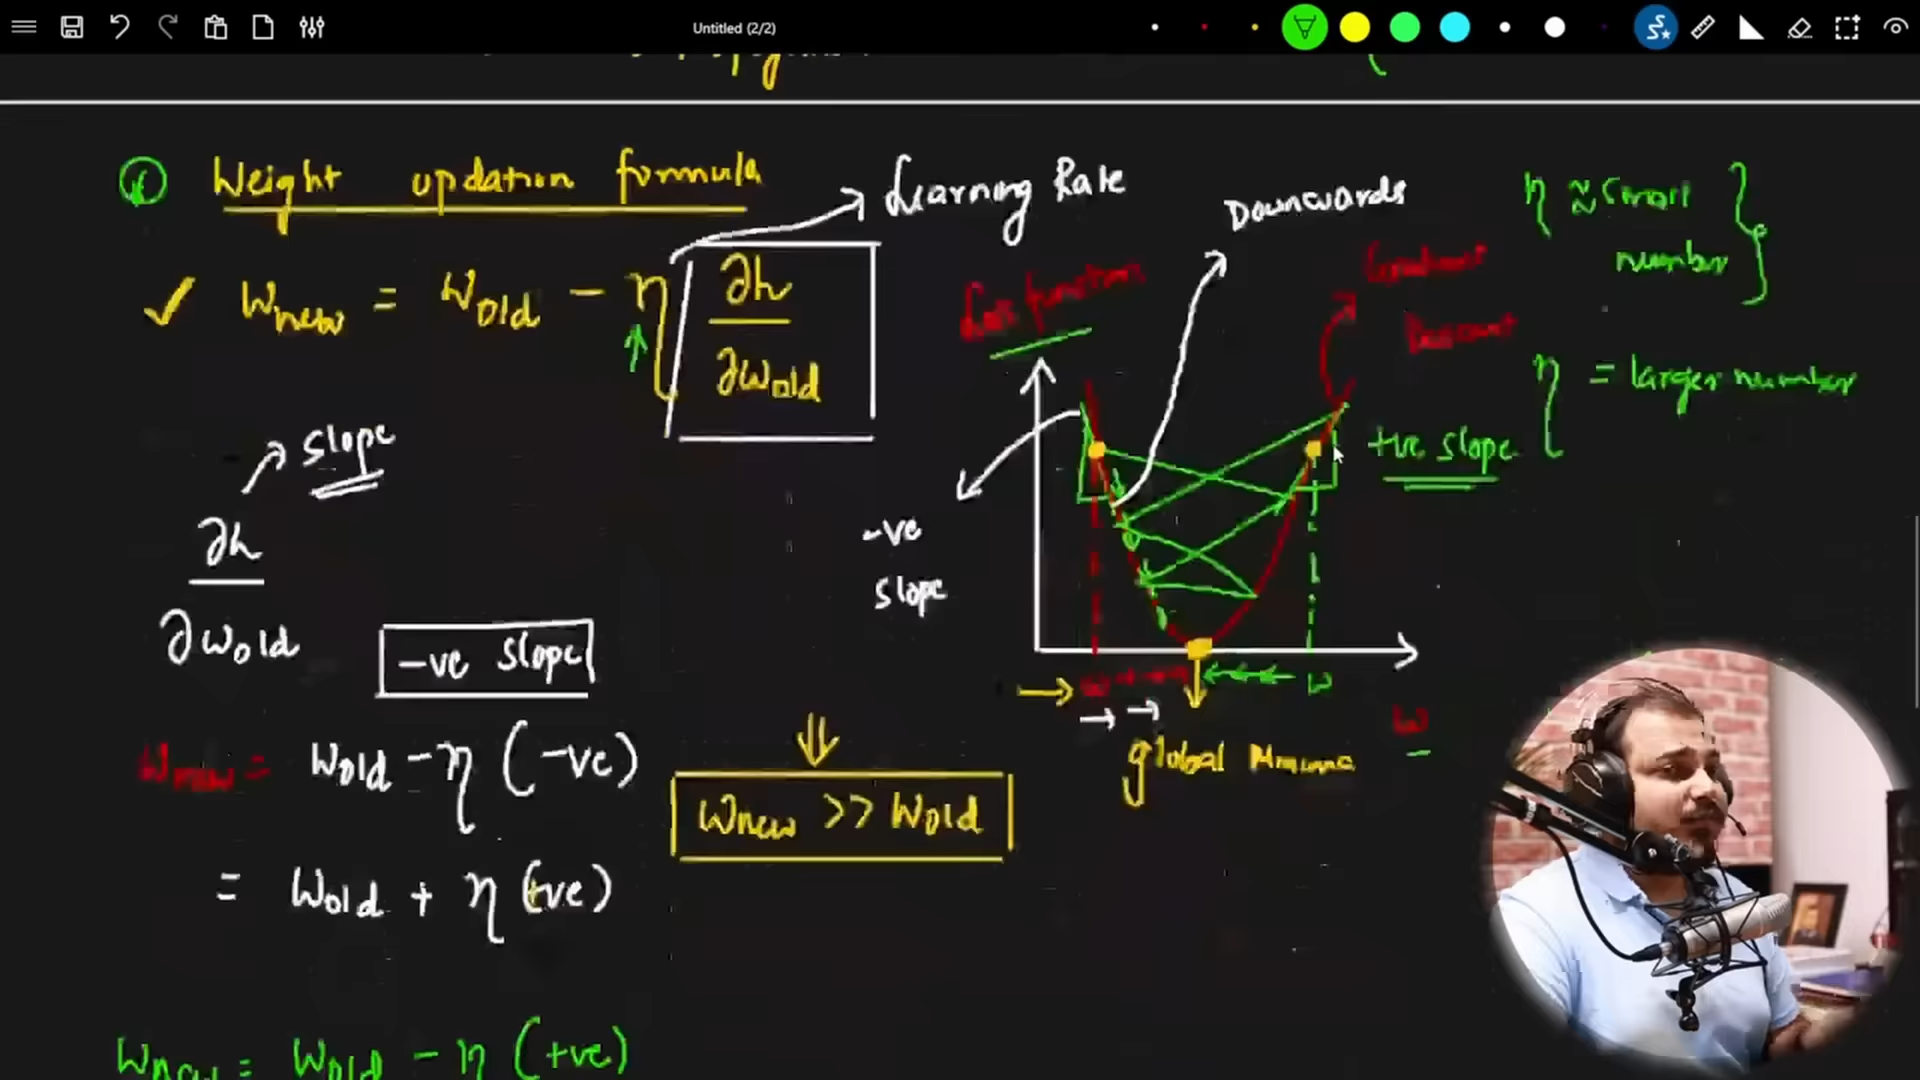 Untitled (2/2)
Weight updation formula
Learning Rate
Downwards
η ≈ small
number
Wnew = Wold - η ∂h
∂Wold
Loss function
Gradient
Descent
η = larger number
+ve slope
slope
∂h
∂Wold
-ve
slope
-ve slope
w
w
w
global Minima
Wnew = Wold - η (-ve)
Wnew >> Wold
= Wold + η (+ve)
Wnew = Wold - η (+ve)